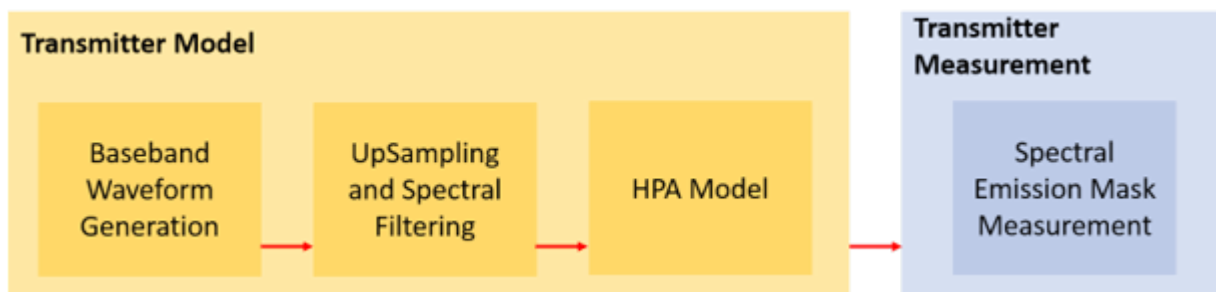 Transmitter Model
Baseband
Waveform
Generation
UpSampling
and Spectral
Filtering
HPA Model
Transmitter
Measurement
Spectral
Emission Mask
Measurement